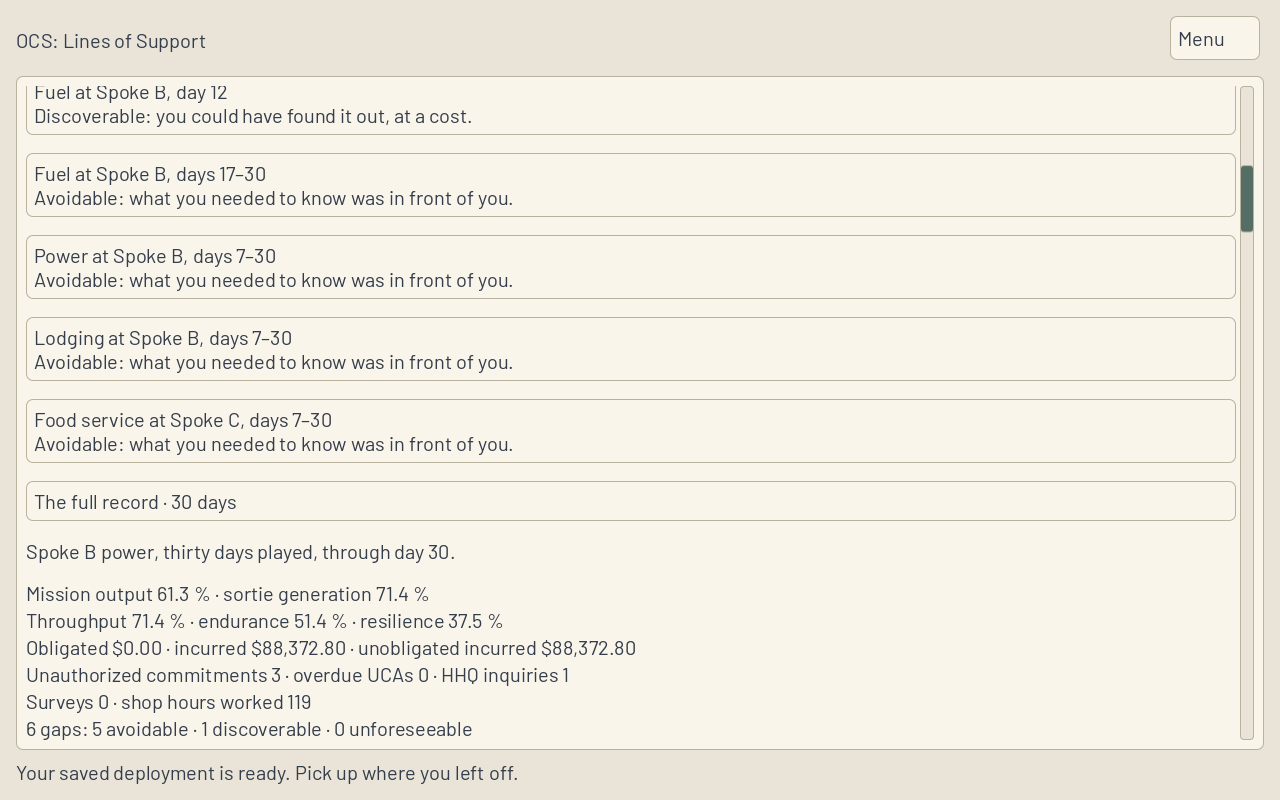 OCS: Lines of Support
Menu
Fuel at Spoke B, day 12
Discoverable: you could have found it out, at a cost.
Fuel at Spoke B, days 17–30
Avoidable: what you needed to know was in front of you.
Power at Spoke B, days 7–30
Avoidable: what you needed to know was in front of you.
Lodging at Spoke B, days 7–30
Avoidable: what you needed to know was in front of you.
Food service at Spoke C, days 7–30
Avoidable: what you needed to know was in front of you.
The full record · 30 days
Spoke B power, thirty days played, through day 30.
Mission output 61.3 % · sortie generation 71.4 %
Throughput 71.4 % · endurance 51.4 % · resilience 37.5 %
Obligated $0.00 · incurred $88,372.80 · unobligated incurred $88,372.80
Unauthorized commitments 3 · overdue UCAs 0 · HHQ inquiries 1
Surveys 0 · shop hours worked 119
6 gaps: 5 avoidable · 1 discoverable · 0 unforeseeable
Your saved deployment is ready. Pick up where you left off.